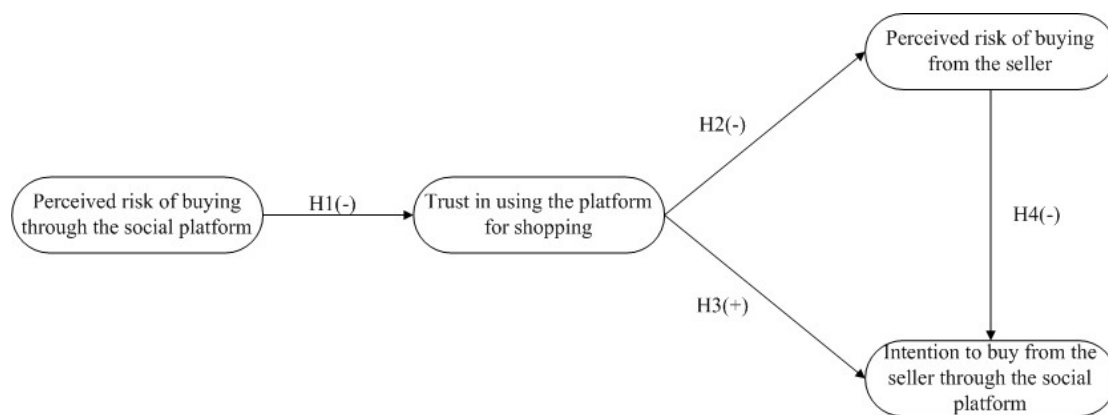 Perceived risk of buying
from the seller
H2(-)
Perceived risk of buying
through the social platform
H1(-)
Trust in using the platform
for shopping
H4(-)
H3(+)
Intention to buy from the
seller through the social
platform